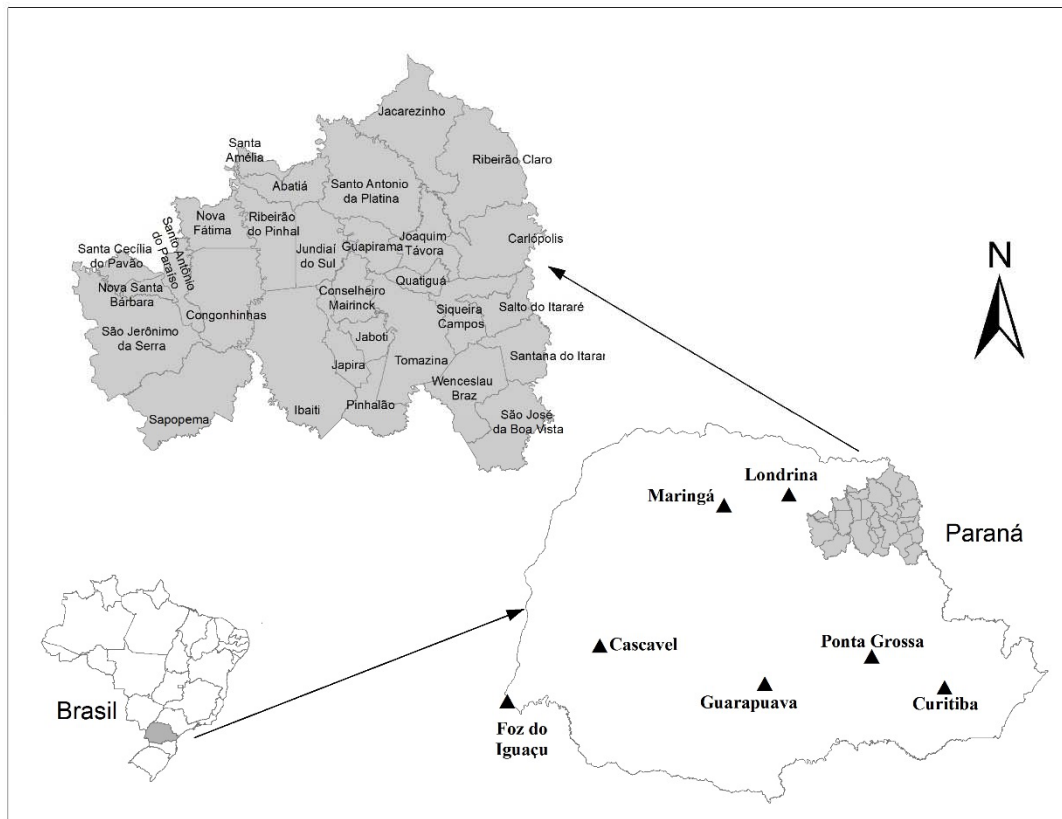 Jacarezinho
Santa
Amélia
Ribeirão Claro
Abatiá
Santo Antonio
da Platina
Nova
Fátima
Ribeirão
do Pinhal
Santo Antônio
do Paraíso
Joaquim
Távora
Carlópolis
Guapirama
Jundiaí
do Sul
Santa Cecília
do Pavão
Quatiguá
Nova Santa
Bárbara
Conselheiro
Mairinck
Congonhinhas
Siqueira
Campos
Salto do Itararé
São Jerônimo
da Serra
Jaboti
Santana do Itarar
Tomazina
Japira
Wenceslau
Braz
Pinhalão
Ibaiti
Sapopema
São José
da Boa Vista
N
Londrina
Maringá
Paraná
Cascavel
Ponta Grossa
Guarapuava
Curitiba
Foz do
Iguaçu
Brasil